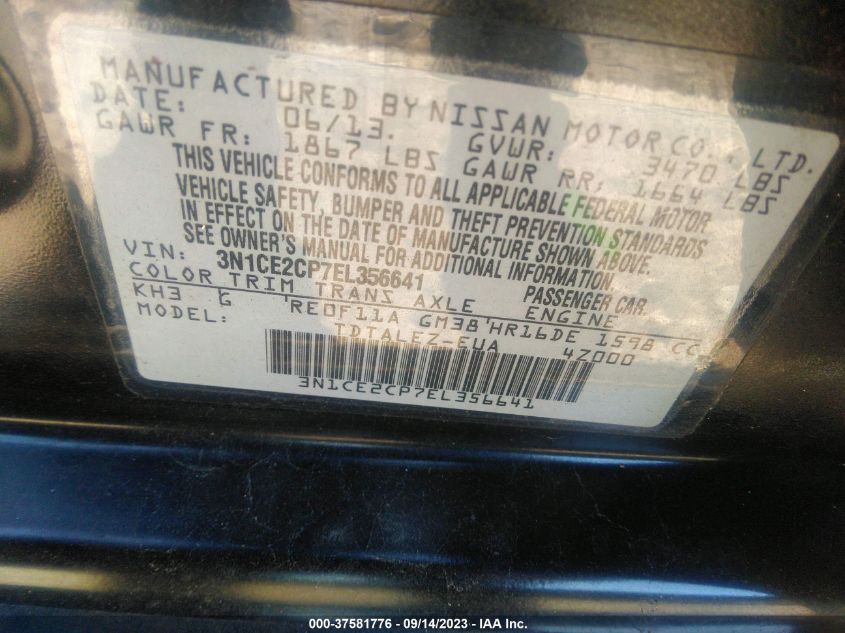 MANUFACTURED BY NISSAN MOTOR CO., LTD.
DATE: 06/13. GVWR: 3470 LBS
GAWR FR: 1867 LBS GAWR RR: 1664 LBS
THIS VEHICLE CONFORMS TO ALL APPLICABLE FEDERAL MOTOR
VEHICLE SAFETY, BUMPER AND THEFT PREVENTION STANDARDS
IN EFFECT ON THE DATE OF MANUFACTURE SHOWN ABOVE.
SEE OWNER'S MANUAL FOR ADDITIONAL INFORMATION.
VIN: 3N1CE2CP7EL356641 PASSENGER CAR.
COLOR TRIM TRANS AXLE ENGINE
KH3 G RE0F11A GM38 HR16DE 1598 CC
MODEL: TDTALEZ-EUA 4Z000
3N1CE2CP7EL356641
000-37581776 - 09/14/2023 - IAA Inc.